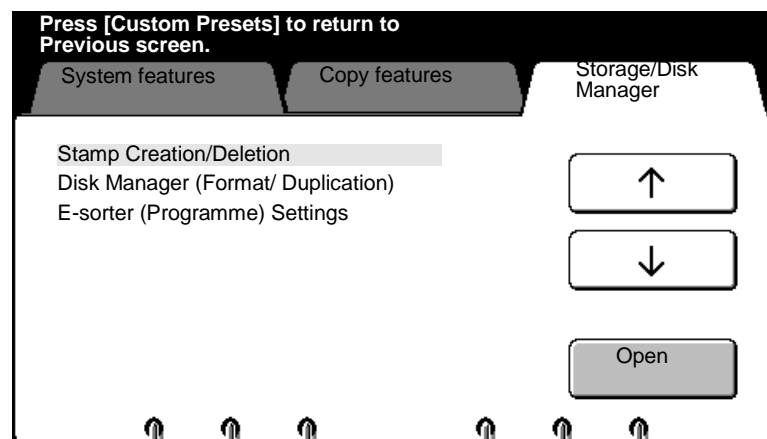 Press [Custom Presets] to return to
Previous screen.
System features
Copy features
Storage/Disk
Manager
Stamp Creation/Deletion
Disk Manager (Format/ Duplication)
E-sorter (Programme) Settings
Open